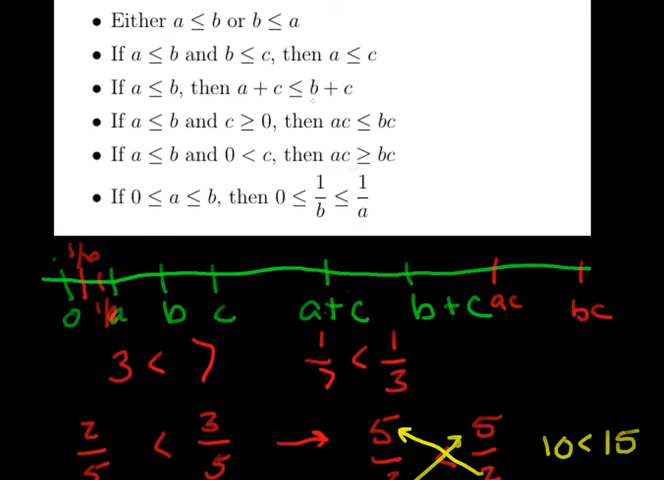 • Either a ≤ b or b ≤ a
• If a ≤ b and b ≤ c, then a ≤ c
• If a ≤ b, then a + c ≤ b + c
• If a ≤ b and c ≥ 0, then ac ≤ bc
• If a ≤ b and 0 < c, then ac ≥ bc
• If 0 ≤ a ≤ b, then 0 ≤ 1/b ≤ 1/a
0 a b c a+c b+c ac bc
3 < 7 1/7 < 1/3
2/5 < 3/5 → 5/ < 5/ 10<15